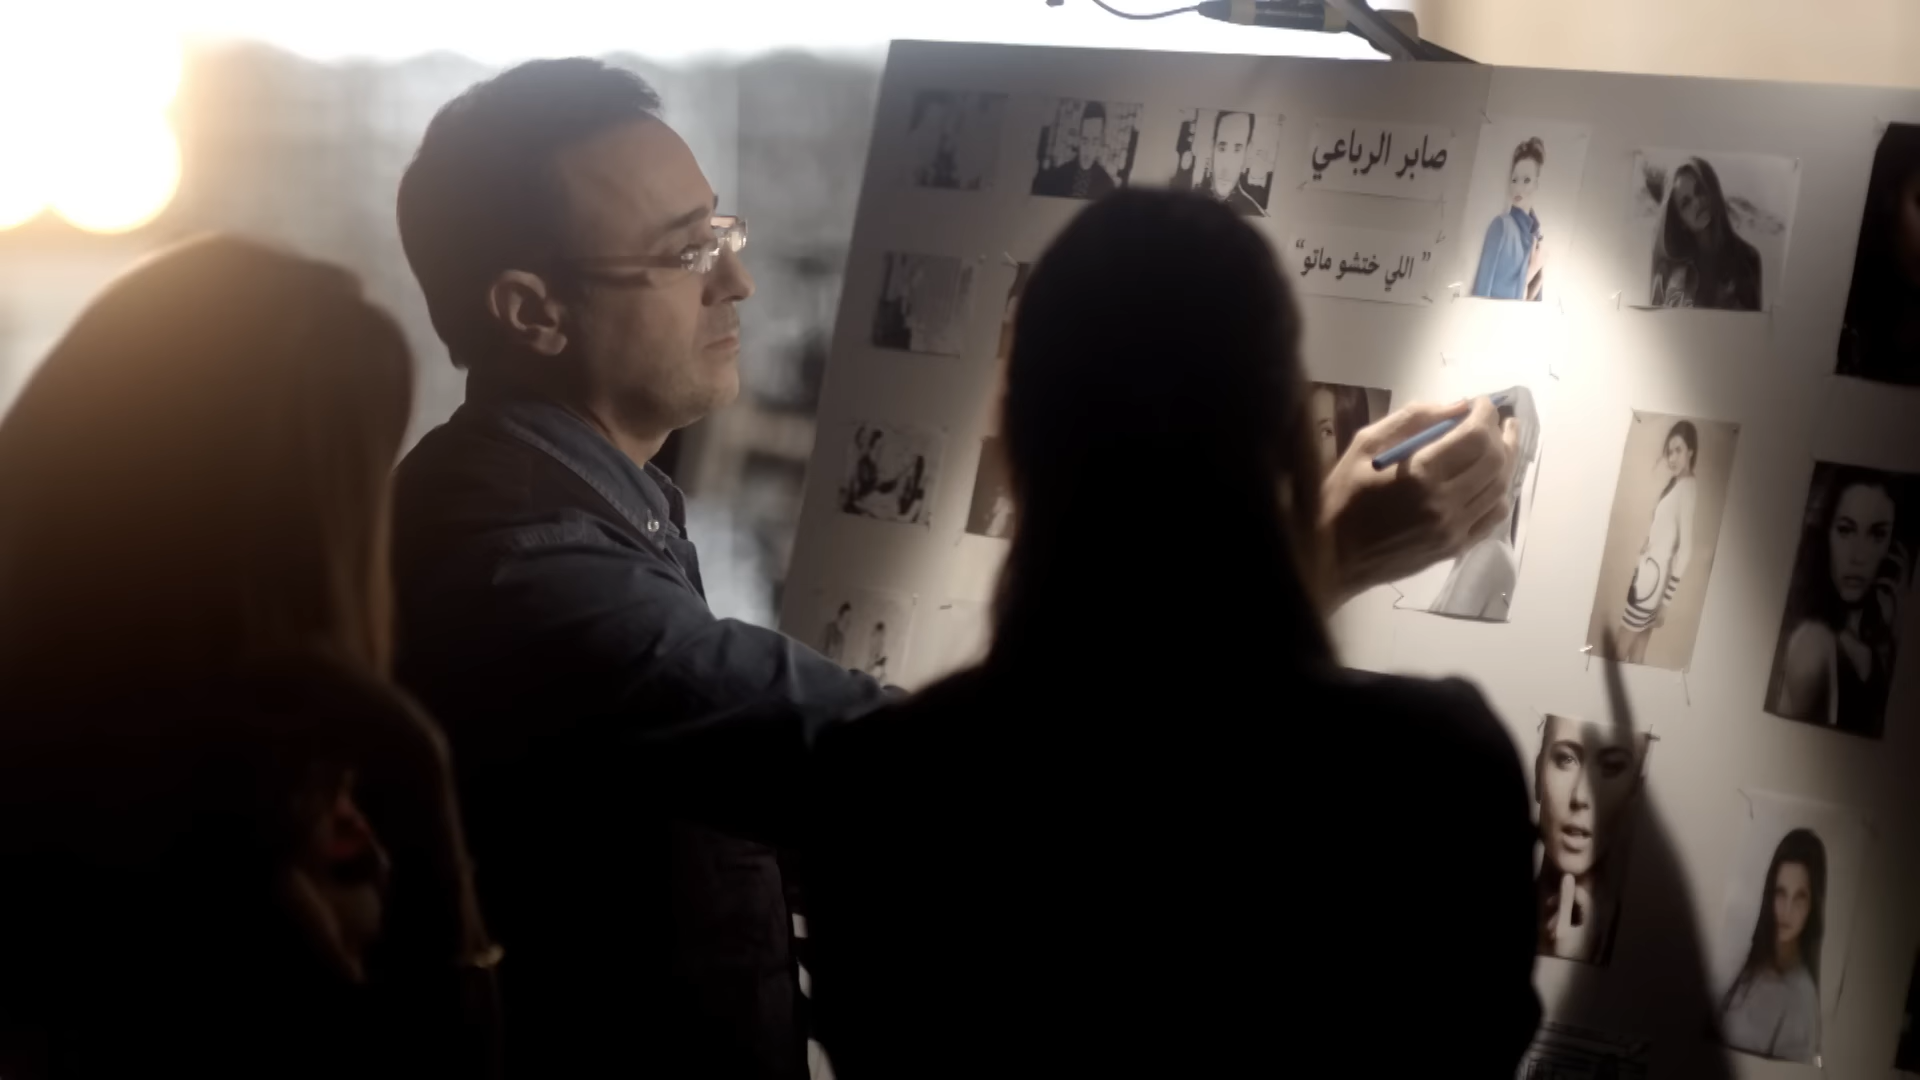 صابر الرباعي
” اللي ختشو ماتو “